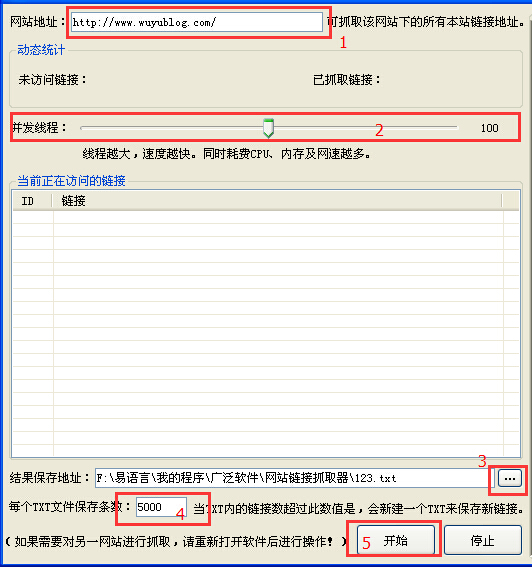 网站地址： http://www.wuyublog.com/ 可抓取该网站下的所有本站链接地址。
1
动态统计
未访问链接： 已抓取链接：
并发线程： 2 100
线程越大，速度越快。同时耗费CPU、内存及网速越多。
当前正在访问的链接
ID 链接
3
结果保存地址： F:\易语言\我的程序\广泛软件\网站链接抓取器\123.txt ...
每个TXT文件保存条数： 5000 4 当TXT内的链接数超过此数值是，会新建一个TXT来保存新链接。
(如果需要对另一网站进行抓取，请重新打开软件后进行操作！) 5 开始 停止